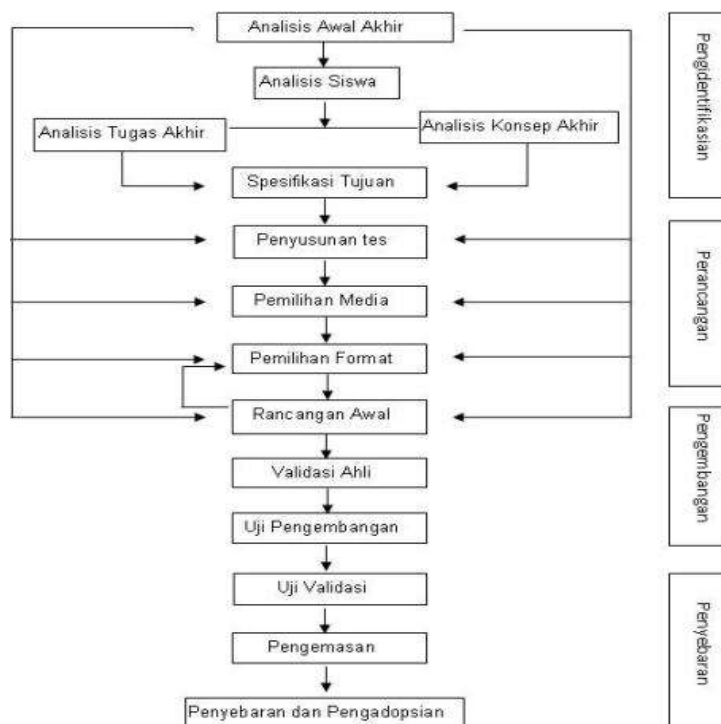 Analisis Awal Akhir
Analisis Siswa
Analisis Tugas Akhir
Analisis Konsep Akhir
Spesifikasi Tujuan
Penyusunan tes
Pemilihan Media
Pemilihan Format
Rancangan Awal
Validasi Ahli
Uji Pengembangan
Uji Validasi
Pengemasan
Penyebaran dan Pengadopsian
Pengidentifikasian
Perancangan
Pengembangan
Penyebaran